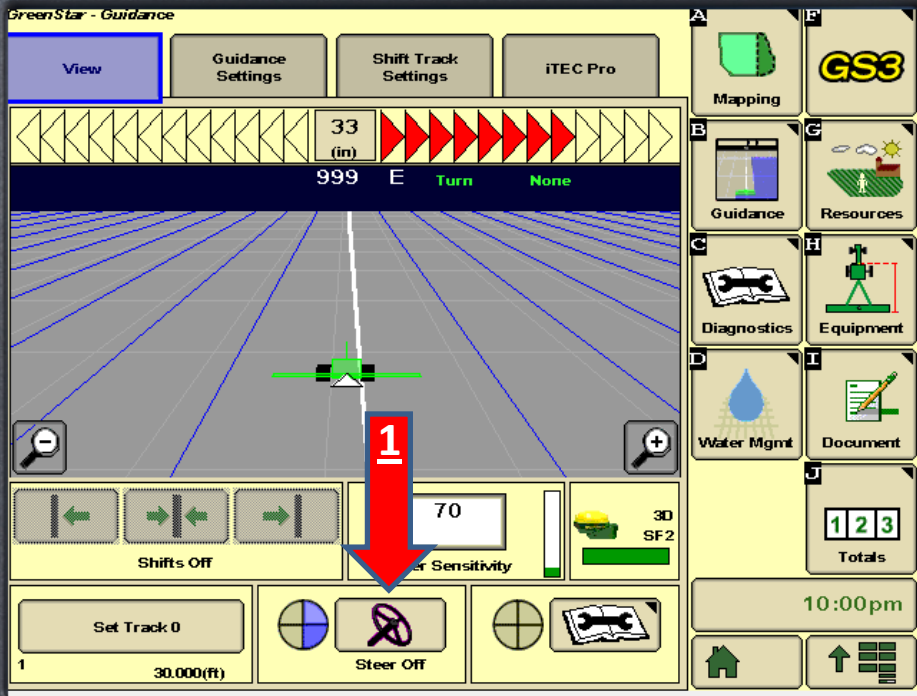 GreenStar - Guidance
View
Guidance
Settings
Shift Track
Settings
iTEC Pro
33
(in)
999 E Turn None
1
Shifts Off
70
er Sensitivity
3D
SF2
Set Track 0
1
30.000(ft)
Steer Off
A
Mapping
F
GS3
B
Guidance
G
Resources
C
Diagnostics
H
Equipment
D
Water Mgmt
I
Document
J
1 2 3
Totals
10:00pm